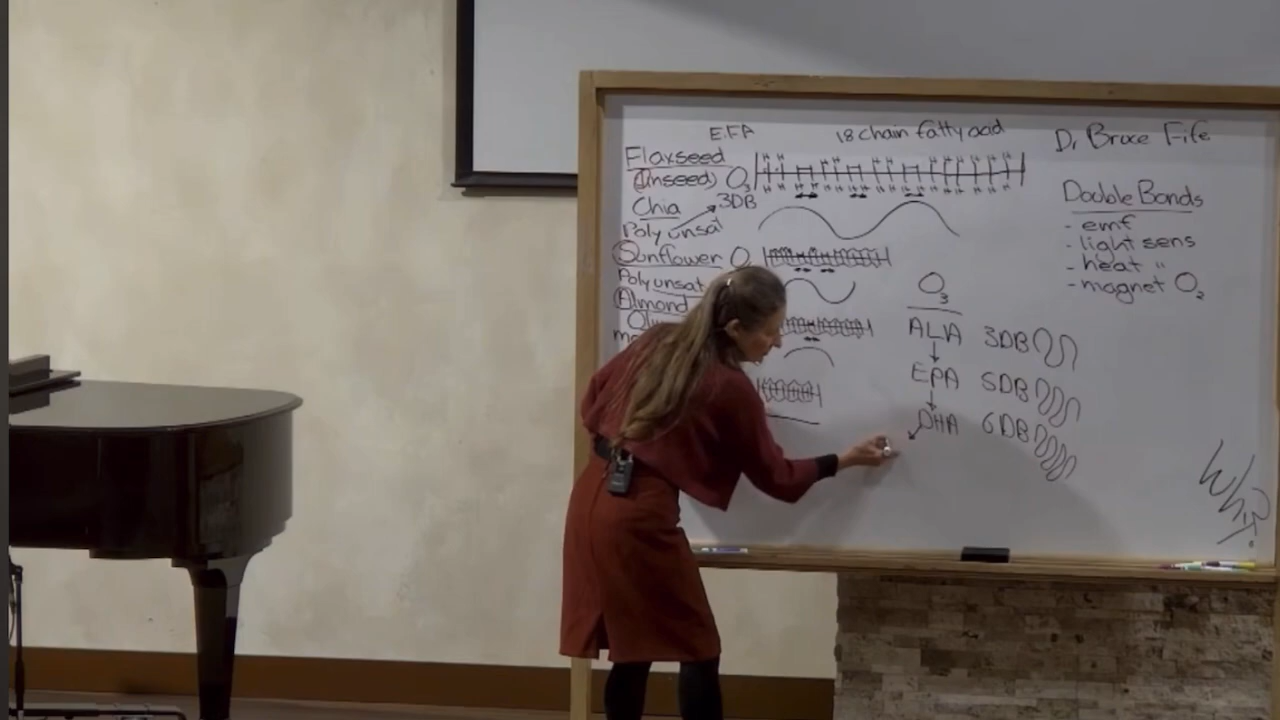 E.F.A 18 chain fatty acid Dr Bruce Fife
Flaxseed
(linseed) O3
Chia 3DB
Poly unsat
Sunflower O
Poly unsat
Almond
Double Bonds
- emf
- light sens
- heat "
- magnet O2
O3
ALA 3DB
EPA 5DB
DHA 6DB